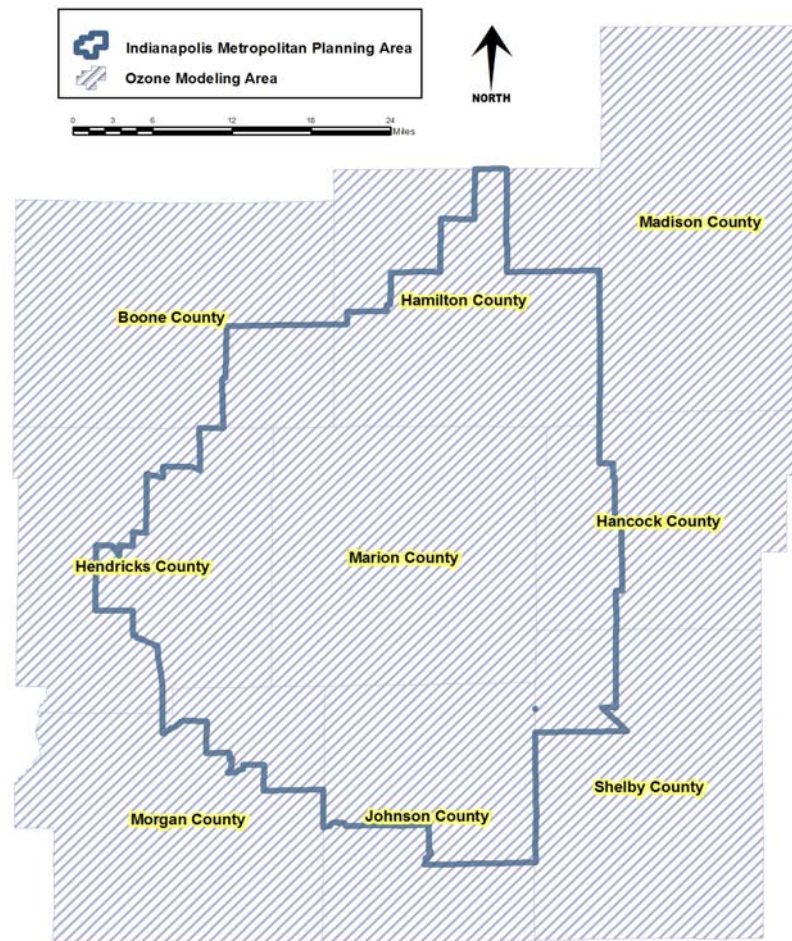 Indianapolis Metropolitan Planning Area
Ozone Modeling Area
NORTH
0 3 6 12 18 24
Miles
Madison County
Hamilton County
Boone County
Hancock County
Marion County
Hendricks County
Shelby County
Johnson County
Morgan County